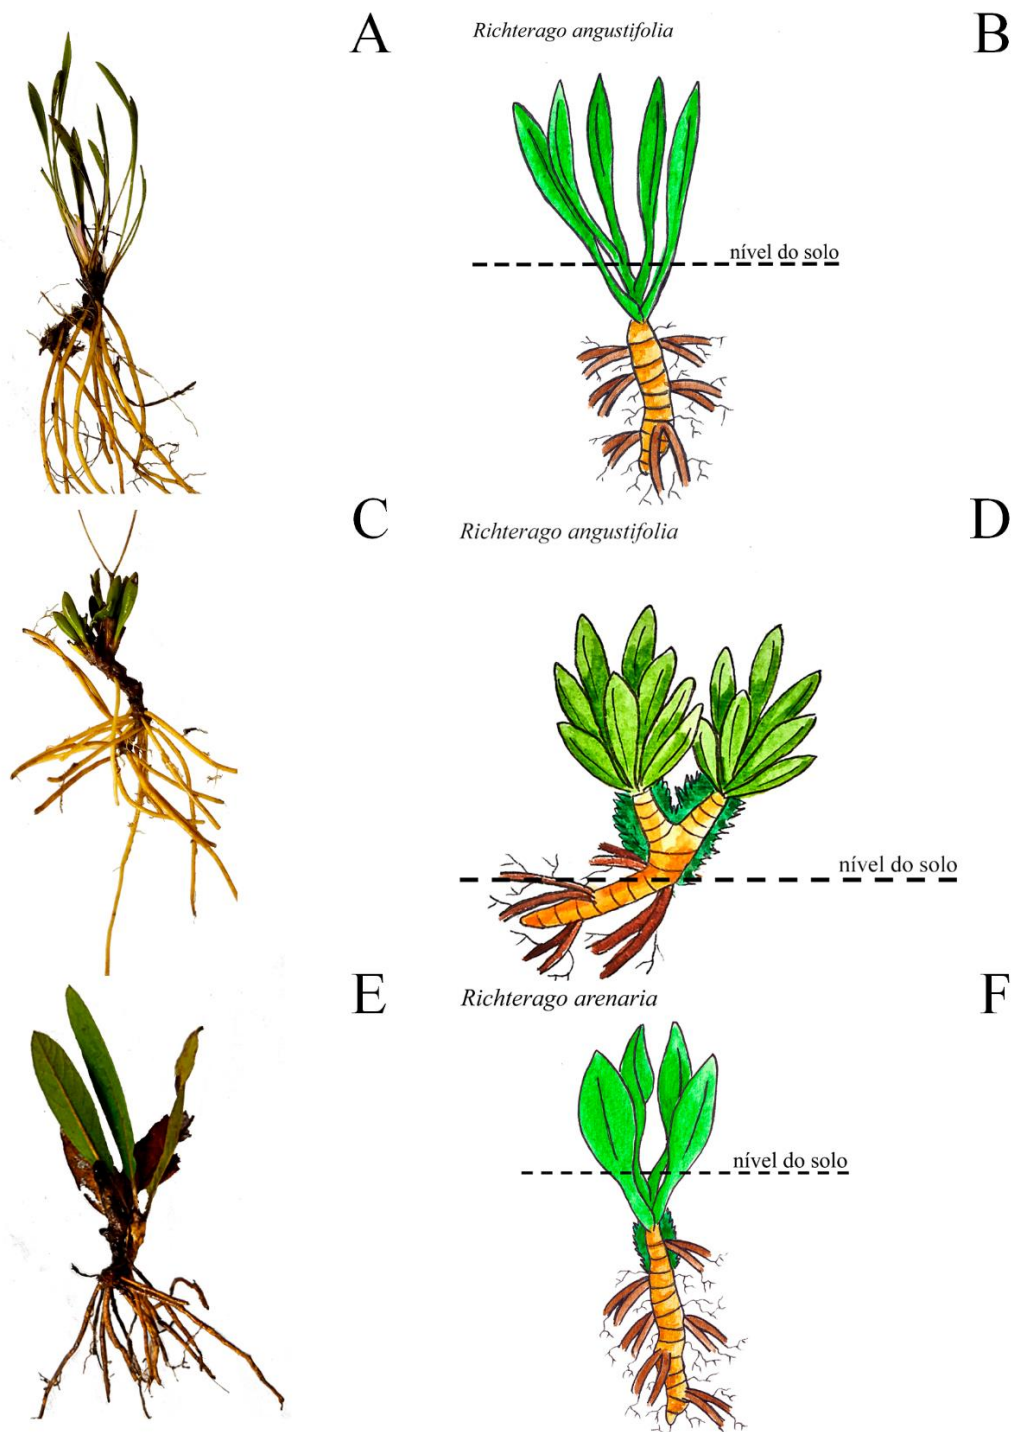 A
Richterago angustifolia
B
nível do solo
C
Richterago angustifolia
D
nível do solo
E
Richterago arenaria
F
nível do solo